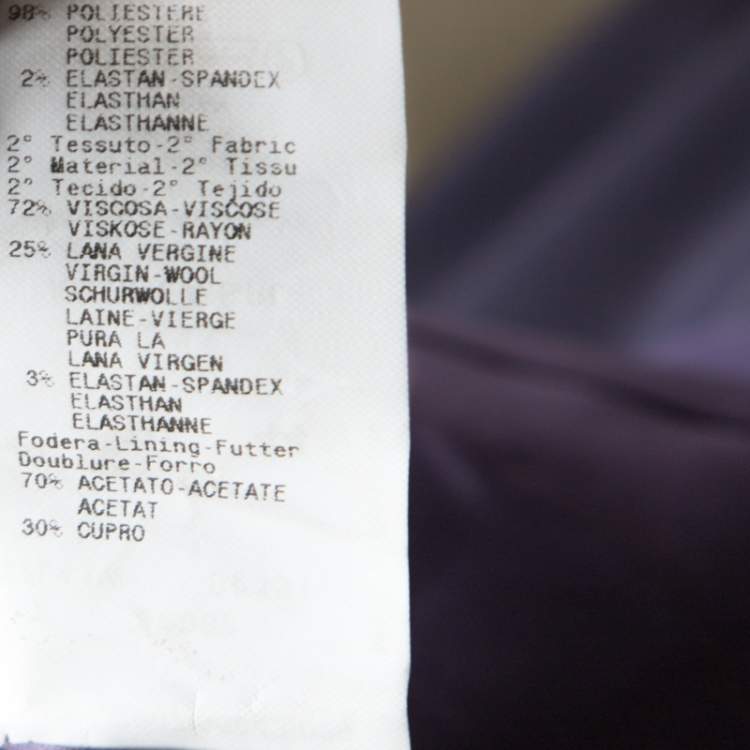 98% POLIESTERE
POLYESTER
POLIESTER
2% ELASTAN-SPANDEX
ELASTHAN
ELASTHANNE
2° Tessuto-2° Fabric
2° Material-2° Tissu
2° Tecido-2° Tejido
72% VISCOSA-VISCOSE
VISKOSE-RAYON
25% LANA VERGINE
VIRGIN-WOOL
SCHURWOLLE
LAINE-VIERGE
PURA LA
LANA VIRGEN
3% ELASTAN-SPANDEX
ELASTHAN
ELASTHANNE
Fodera-Lining-Futter
Doublure-Forro
70% ACETATO-ACETATE
ACETAT
30% CUPRO